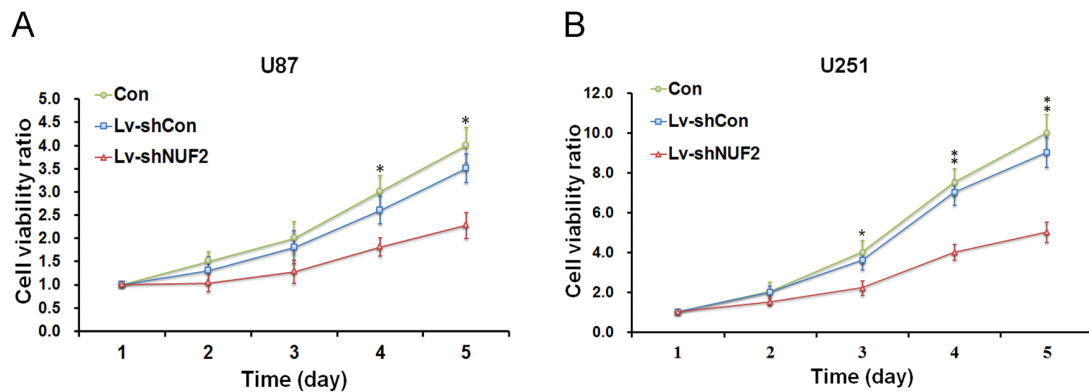 A
U87
Con
Lv-shCon
Lv-shNUF2
Cell viability ratio
5.0
4.5
4.0
3.5
3.0
2.5
2.0
1.5
1.0
0.5
0.0
*
*
1 2 3 4 5
Time (day)
B
U251
Con
Lv-shCon
Lv-shNUF2
Cell viability ratio
12.0
10.0
8.0
6.0
4.0
2.0
0.0
*
**
**
1 2 3 4 5
Time (day)